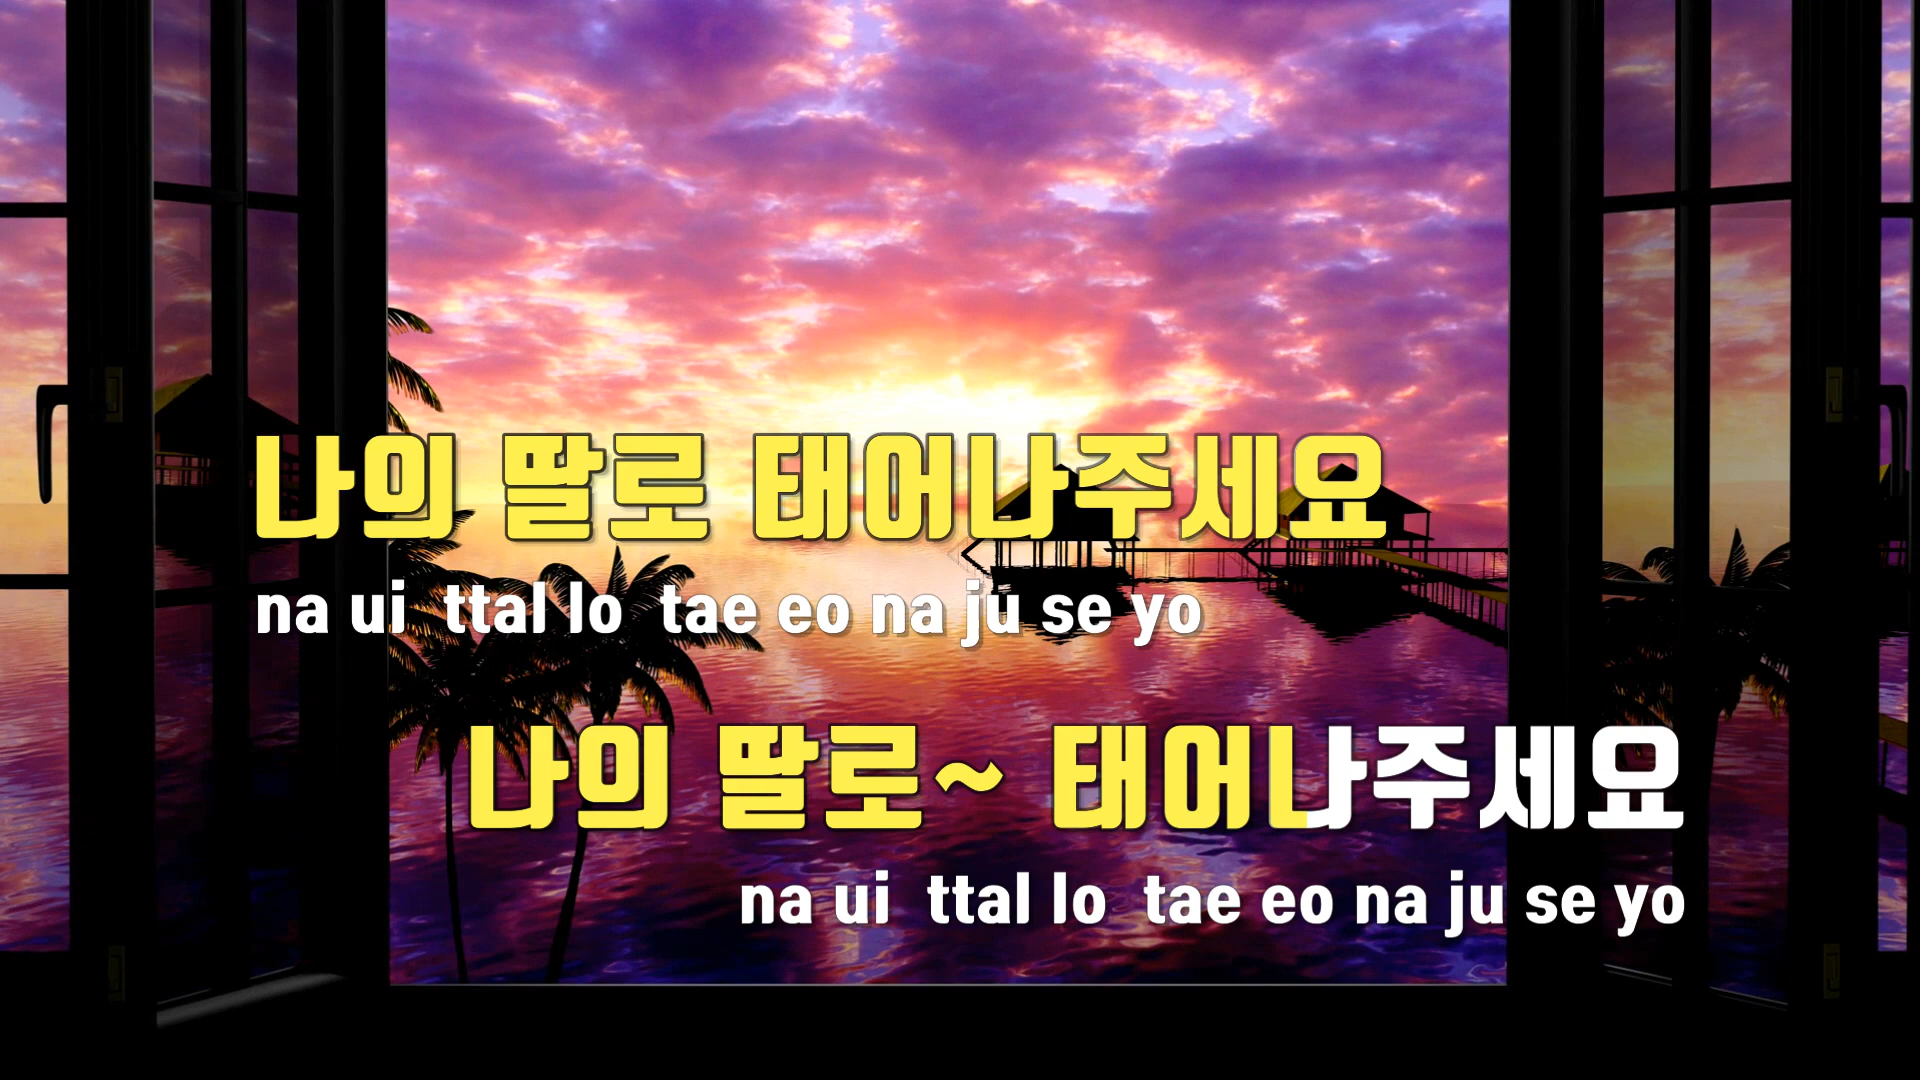 나의 딸로 태어나주세요
na ui ttal lo tae eo na ju se yo
나의 딸로~ 태어나주세요
na ui ttal lo tae eo na ju se yo